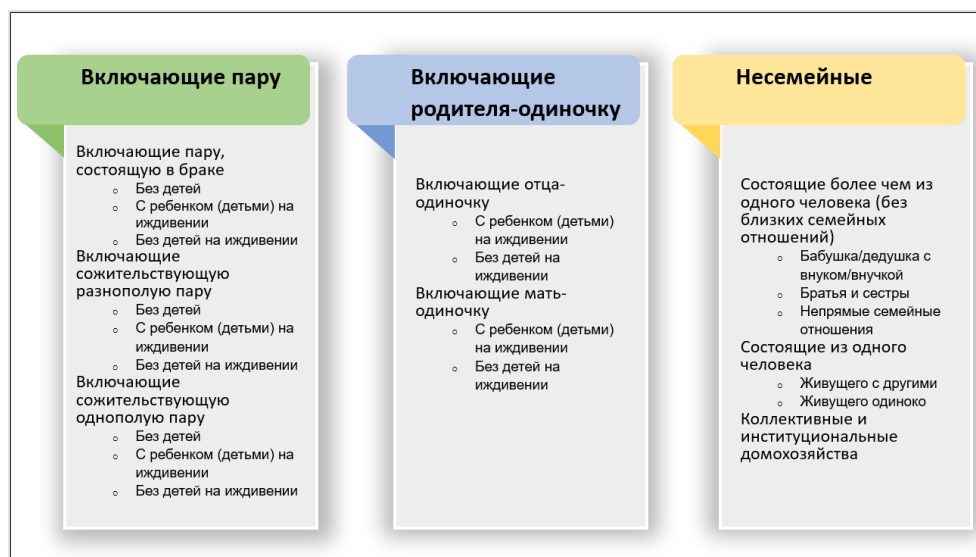 Включающие пару
Включающие пару,
состоящую в браке
o Без детей
o С ребенком (детьми) на
иждивении
o Без детей на иждивении
Включающие
сожительствующую
разнополую пару
o Без детей
o С ребенком (детьми) на
иждивении
o Без детей на иждивении
Включающие
сожительствующую
однополую пару
o Без детей
o С ребенком (детьми) на
иждивении
o Без детей на иждивении
Включающие
родителя-одиночку
Включающие отца-
одиночку
o С ребенком (детьми)
на иждивении
o Без детей на
иждивении
Включающие мать-
одиночку
o С ребенком (детьми)
на иждивении
o Без детей на
иждивении
Несемейные
Состоящие более чем из
одного человека (без
близких семейных
отношений)
o Бабушка/дедушка с
внуком/внучкой
o Братья и сестры
o Непрямые семейные
отношения
Состоящие из одного
человека
o Живущего с другими
o Живущего одиноко
Коллективные и
институциональные
домохозяйства